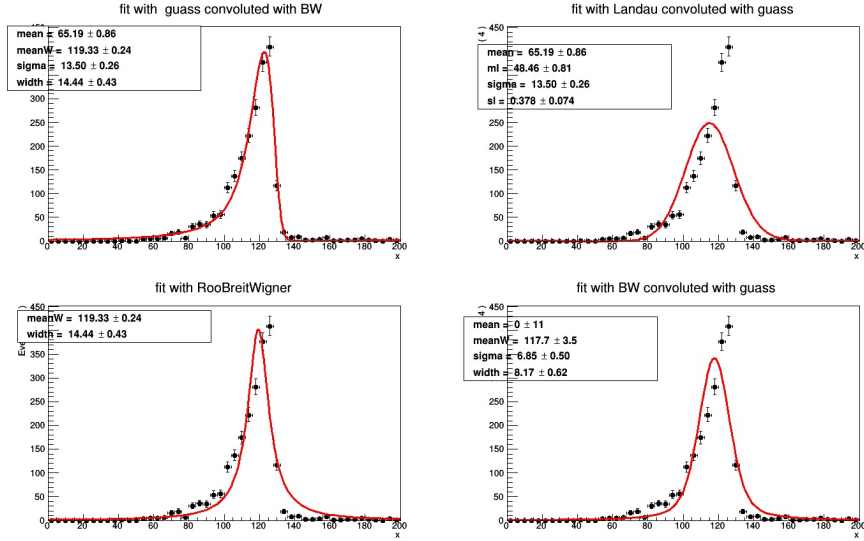 fit with guass convoluted with BW
mean = 65.19 ± 0.86
meanW = 119.33 ± 0.24
sigma = 13.50 ± 0.26
width = 14.44 ± 0.43
450
300
250
200
150
100
50
0
0 20 40 60 80 100 120 140 160 180 200
x
fit with Landau convoluted with guass
( 4 )
mean = 65.19 ± 0.86
ml = 48.46 ± 0.81
sigma = 13.50 ± 0.26
sl = 0.378 ± 0.074
450
300
250
200
150
100
50
0
0 20 40 60 80 100 120 140 160 180 200
x
fit with RooBreitWigner
meanW = 119.33 ± 0.24
width = 14.44 ± 0.43
Eve
450
350
300
250
200
150
100
50
0
0 20 40 60 80 100 120 140 160 180 200
x
fit with BW convoluted with guass
4)
mean = 0 ± 11
meanW = 117.7 ± 3.5
sigma = 6.85 ± 0.50
width = 8.17 ± 0.62
450
250
200
150
100
50
0
0 20 40 60 80 100 120 140 160 180 200
x